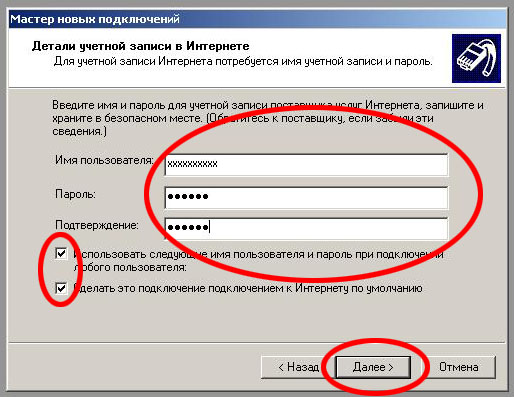 Мастер новых подключений
Детали учетной записи в Интернете
Для учетной записи Интернета потребуется имя учетной записи и пароль.
Введите имя и пароль для учетной записи поставщика услуг Интернета, запишите и
храните в безопасном месте. (Обратитесь к поставщику, если забыли эти
сведения.)
Имя пользователя: xxxxxxxxxx
Пароль: ●●●●●●
Подтверждение: ●●●●●●
Использовать следующие имя пользователя и пароль при подключении
любого пользователя:
Сделать это подключение подключением к Интернету по умолчанию
< Назад Далее > Отмена